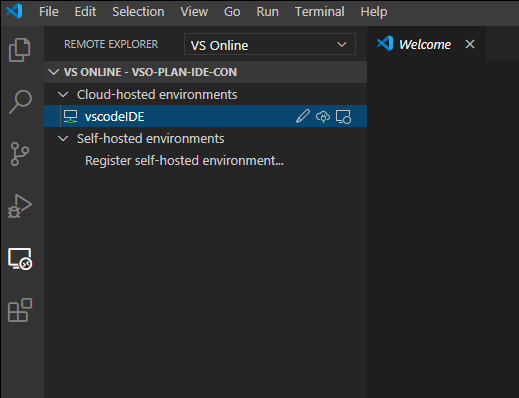 File Edit Selection View Go Run Terminal Help
REMOTE EXPLORER VS Online Welcome
VS ONLINE - VSO-PLAN-IDE-CON
Cloud-hosted environments
vscodeIDE
Self-hosted environments
Register self-hosted environment...